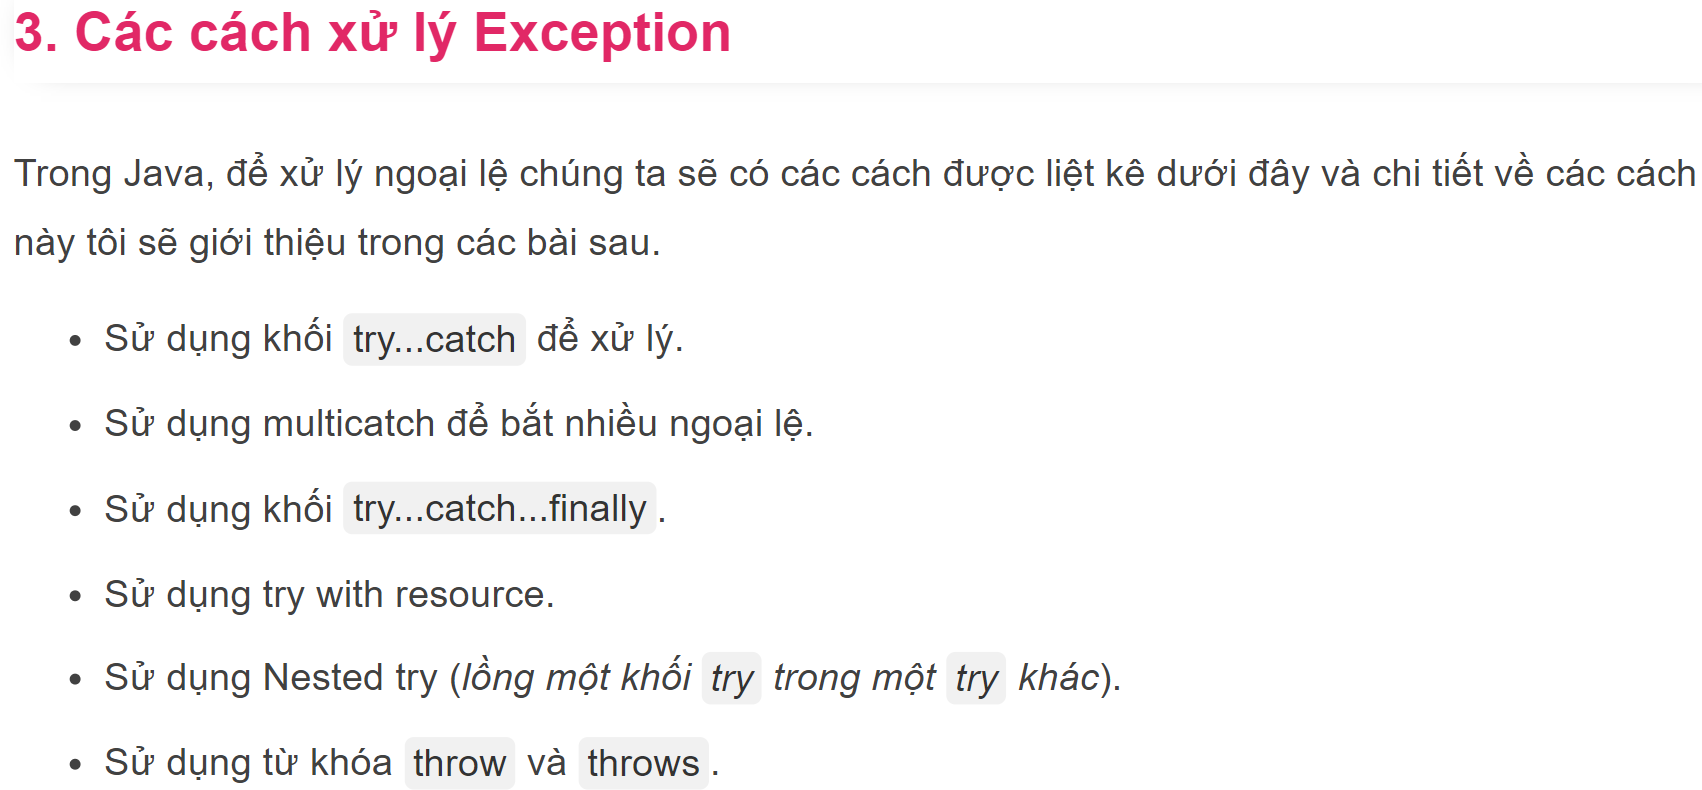 3. Các cách xử lý Exception
Trong Java, để xử lý ngoại lệ chúng ta sẽ có các cách được liệt kê dưới đây và chi tiết về các cách
này tôi sẽ giới thiệu trong các bài sau.
• Sử dụng khối try...catch để xử lý.
• Sử dụng multicatch để bắt nhiều ngoại lệ.
• Sử dụng khối try...catch...finally.
• Sử dụng try with resource.
• Sử dụng Nested try (lồng một khối try trong một try khác).
• Sử dụng từ khóa throw và throws.